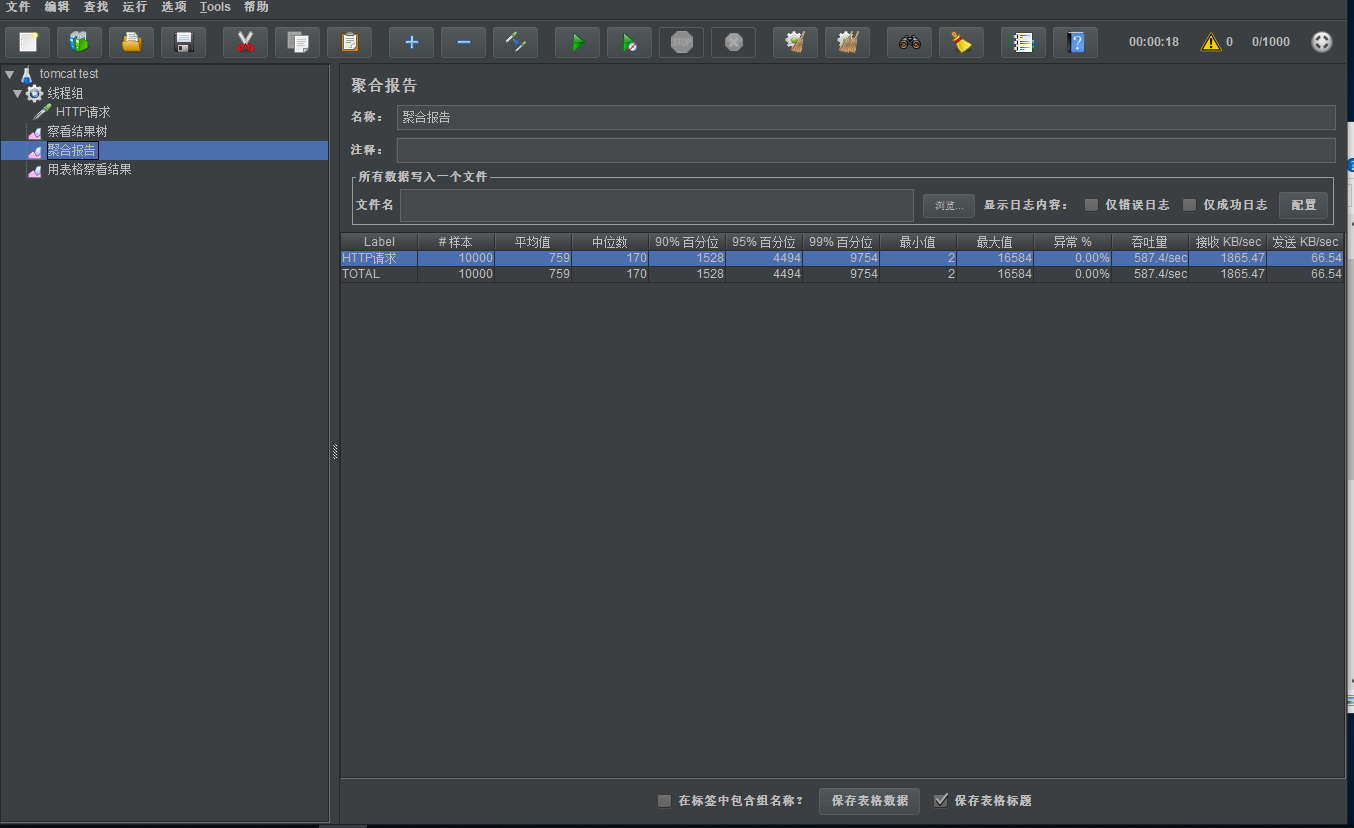 文件 编辑 查找 运行 选项 Tools 帮助
STOP 00:00:18 0 0/1000
tomcat test
线程组
HTTP请求
察看结果树
聚合报告
用表格察看结果
聚合报告
名称： 聚合报告
注释：
所有数据写入一个文件
文件名 浏览... 显示日志内容： 仅错误日志 仅成功日志 配置
Label # 样本 平均值 中位数 90% 百分位 95% 百分位 99% 百分位 最小值 最大值 异常 % 吞吐量 接收 KB/sec 发送 KB/sec
HTTP请求 10000 759 170 1528 4494 9754 2 16584 0.00% 587.4/sec 1865.47 66.54
TOTAL 10000 759 170 1528 4494 9754 2 16584 0.00% 587.4/sec 1865.47 66.54
在标签中包含组名称？ 保存表格数据 保存表格标题